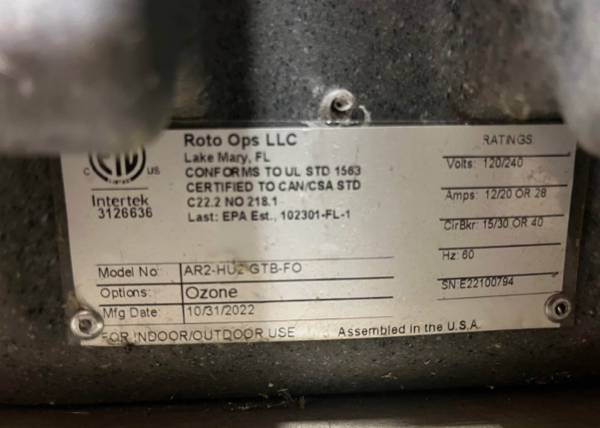 Roto Ops LLC
Lake Mary, FL
CONFORMS TO UL STD 1563
CERTIFIED TO CAN/CSA STD
C22.2 NO 218.1
Last: EPA Est., 102301-FL-1
C US
Intertek
3126636
Model No: AR2-HU2 GTB-FO
Options: Ozone
Mfg Date: 10/31/2022
FOR INDOOR/OUTDOOR USE Assembled in the U.S.A.
RATINGS
Volts: 120/240
Amps: 12/20 OR 28
CirBkr: 15/30 OR 40
Hz: 60
SN:E22100794